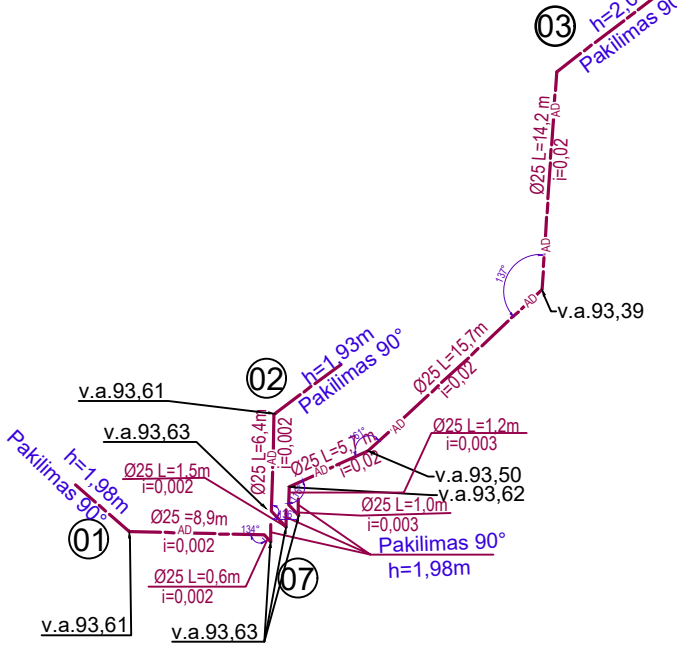 03
h=2,0
Pakilimas 90
AD
Ø25 L=14,2 m
i=0,02
AD
137°
AD
v.a.93,39
Ø25 L=15,7m
i=0,02
h=1,93m
Pakilimas 90°
02
v.a.93,61
v.a.93,63
Ø25 L=6,4m
i=0,002
AD
AD
161°
Ø25 L=5,7 m
i=0,02
Ø25 L=1,2m
i=0,003
v.a.93,50
v.a.93,62
Ø25 L=1,0m
i=0,003
h=1,98m
Pakilimas 90°
Ø25 L=1,5m
i=0,002
01
Ø25 =8,9m
AD
i=0,002
134°
Pakilimas 90°
h=1,98m
Ø25 L=0,6m
i=0,002
07
v.a.93,61
v.a.93,63